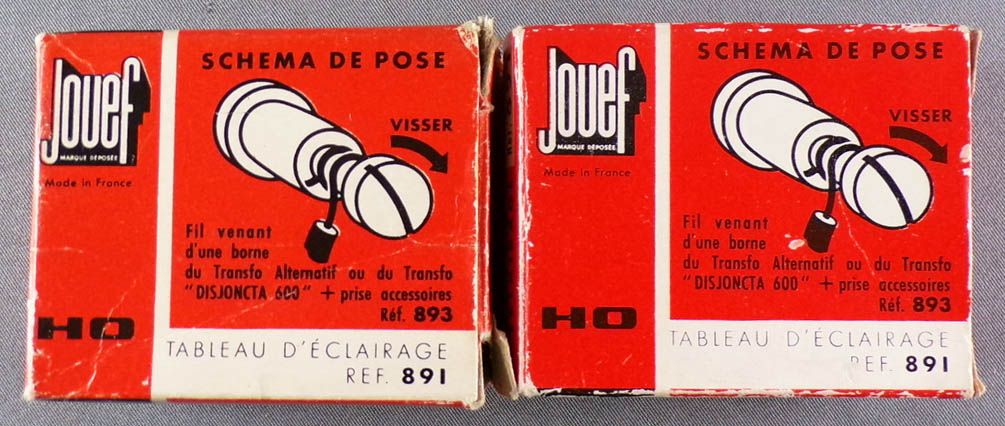 Jouef
MARQUE DÉPOSÉE
Made in France
HO
SCHEMA DE POSE
VISSER
Fil venant
d'une borne
du Transfo Alternatif ou du Transfo
"DISJONCTA 600" + prise accessoires
Réf. 893
TABLEAU D'ÉCLAIRAGE
REF. 891
Jouef
MARQUE DÉPOSÉE
Made in France
HO
SCHEMA DE POSE
VISSER
Fil venant
d'une borne
du Transfo Alternatif ou du Transfo
"DISJONCTA 600" + prise accessoires
Réf. 893
TABLEAU D'ÉCLAIRAGE
REF. 891